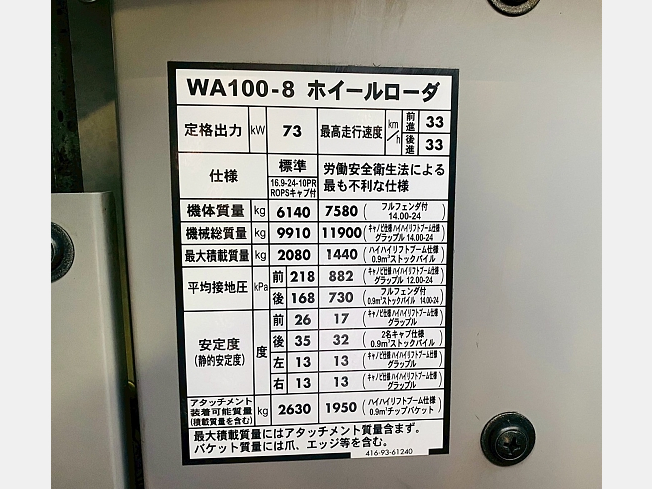 WA100-8 ホイールローダ
定格出力 kW 73 最高走行速度 km/h 前進 33
後進 33
仕様 標準 16.9-24-10PR ROPSキャブ付 労働安全衛生法による
最も不利な仕様
機体質量 kg 6140 7580 (フルフェンダ付 14.00-24)
機械総質量 kg 9910 11900 (キャノピ仕様 ハイハイリフトブーム仕様 グラップル 14.00-24)
最大積載質量 kg 2080 1440 (ハイハイリフトブーム仕様 0.9m³ストックパイル)
平均接地圧 kPa 前 218 882 (キャノピ仕様 ハイハイリフトブーム仕様 グラップル 12.00-24)
後 168 730 (フルフェンダ付 0.9m³ストックパイル 14.00-24)
安定度 (静的安定度) 度 前 26 17 (キャノピ仕様 ハイハイリフトブーム仕様 グラップル)
後 35 32 (2名キャブ仕様 0.9m³ストックパイル)
左 13 13 (キャノピ仕様 ハイハイリフトブーム仕様 グラップル)
右 13 13 (キャノピ仕様 ハイハイリフトブーム仕様 グラップル)
アタッチメント
装着可能質量 kg 2630 1950 (ハイハイリフトブーム仕様 0.9m³チップバケット)
(積載質量を含む)
最大積載質量にはアタッチメント質量含まず。
バケット質量には爪、エッジ等を含む。
416-93-61240